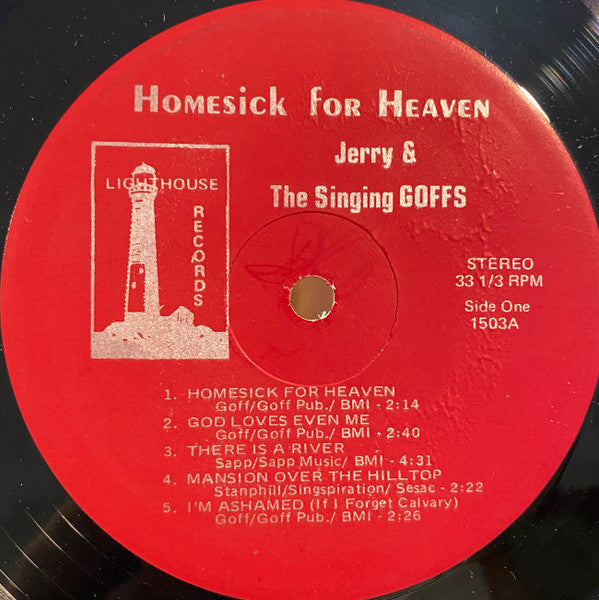 HOMESICK FOR HEAVEN
Jerry &
The Singing GOFFS
LIGHTHOUSE
RECORDS
STEREO
33 1/3 RPM
Side One
1503A
1. HOMESICK FOR HEAVEN
Goff/Goff Pub./ BMI - 2:14
2. GOD LOVES EVEN ME
Goff/Goff Pub./ BMI - 2:40
3. THERE IS A RIVER
Sapp/Sapp Music/ BMI - 4:31
4. MANSION OVER THE HILLTOP
Stanphill/Singspiration/ Sesac - 2:22
5. I'M ASHAMED (If I Forget Calvary)
Goff/Goff Pub./ BMI - 2:26